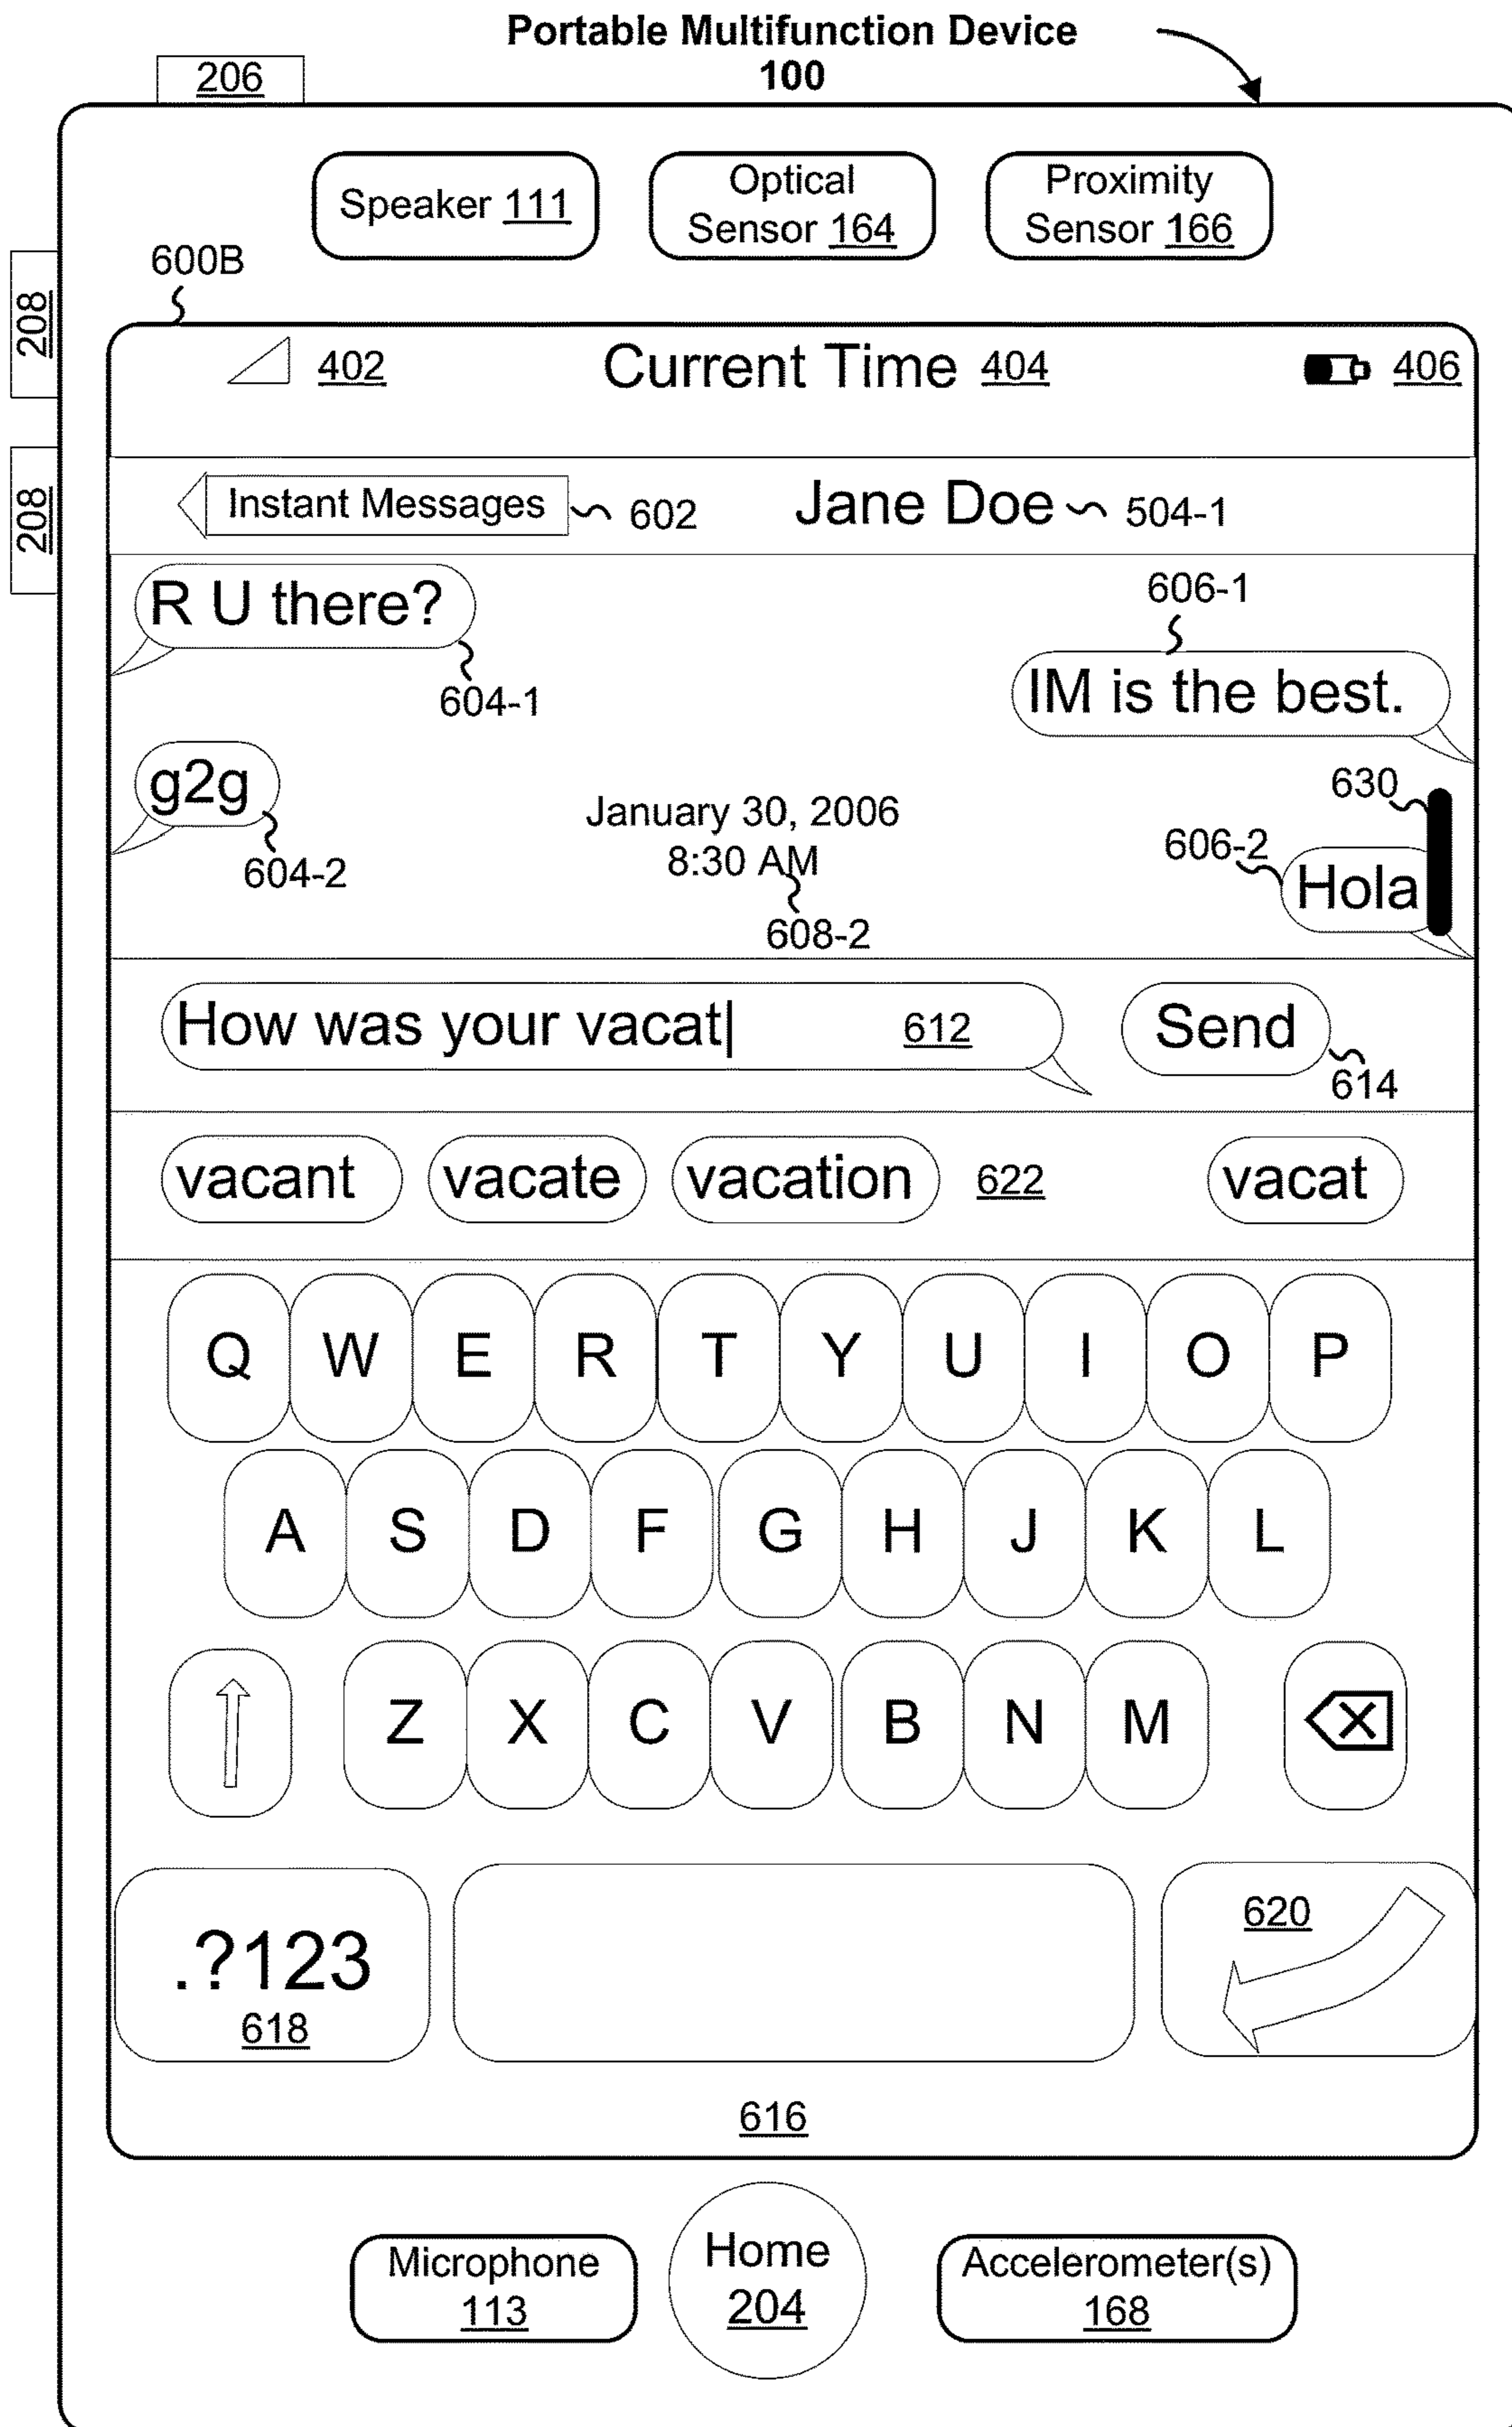 Portable Multifunction Device
100
206
Speaker 111
Optical
Sensor 164
Proximity
Sensor 166
600B
208
208
402
Current Time 404
406
Instant Messages
602
Jane Doe
504-1
R U there?
604-1
606-1
IM is the best.
g2g
604-2
January 30, 2006
8:30 AM
608-2
630
606-2
Hola
How was your vacat
612
Send
614
vacant
vacate
vacation
622
vacat
Q W E R T Y U I O P
A S D F G H J K L
Z X C V B N M
.?123
618
620
616
Microphone
113
Home
204
Accelerometer(s)
168